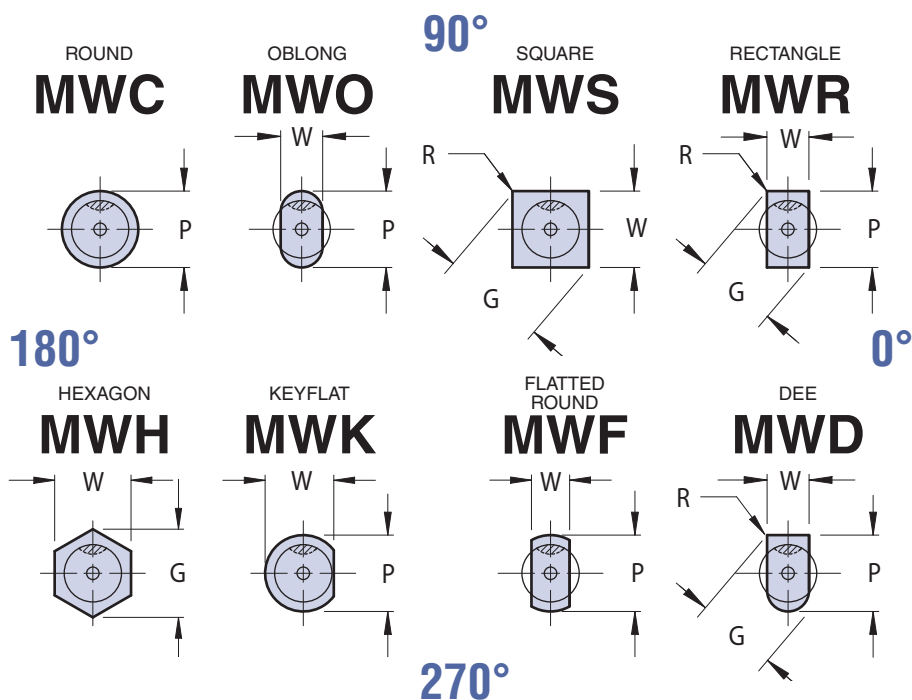 90°
ROUND
MWC
P
OBLONG
MWO
W
P
SQUARE
MWS
R
W
G
RECTANGLE
MWR
W
R
P
G
180°
0°
HEXAGON
MWH
W
G
KEYFLAT
MWK
W
P
FLATTED
ROUND
MWF
W
P
DEE
MWD
W
R
P
G
270°